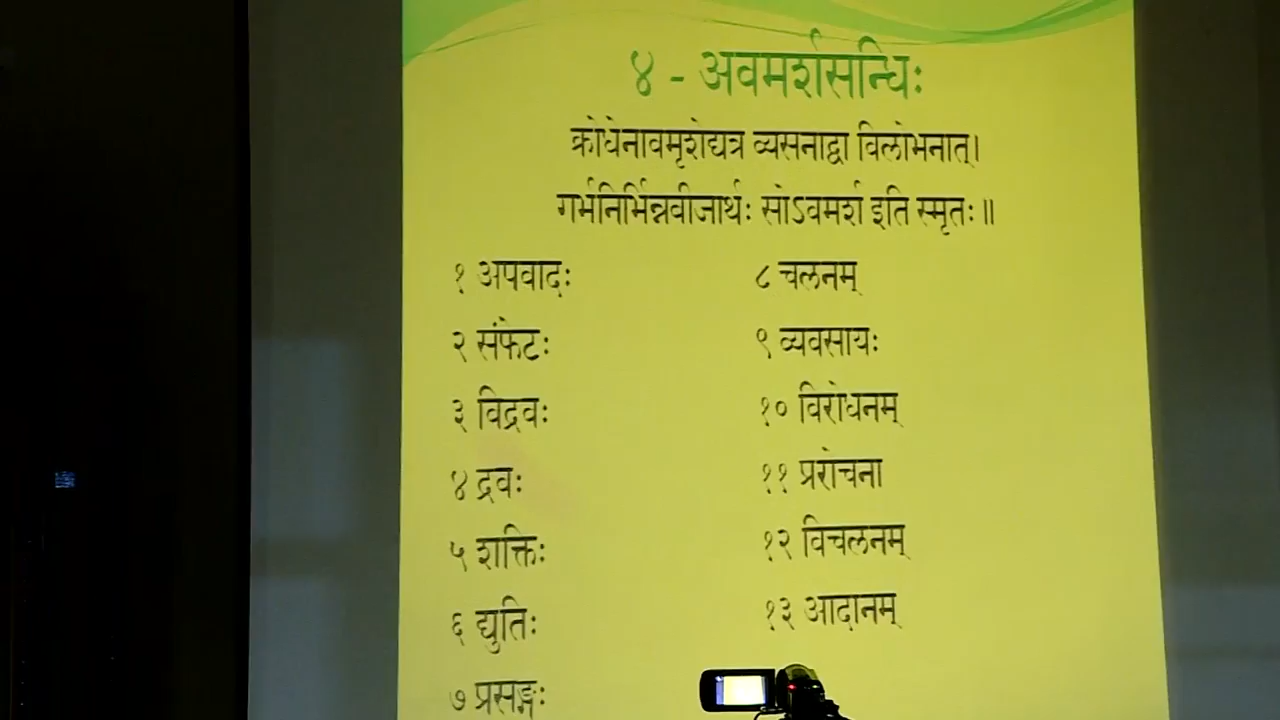 ४ - अवमर्शसन्धिः
क्रोधेनावमृशेद्यत्र व्यसनाद्वा विलोभनात्।
गर्भनिर्भिन्नवीजार्थः सोऽवमर्श इति स्मृतः॥
१ अपवादः
२ संफेटः
३ विद्रवः
४ द्रवः
५ शक्तिः
६ द्युतिः
७ प्रसङ्गः
८ चलनम्
९ व्यवसायः
१० विरोधनम्
११ प्ररोचना
१२ विचलनम्
१३ आदानम्